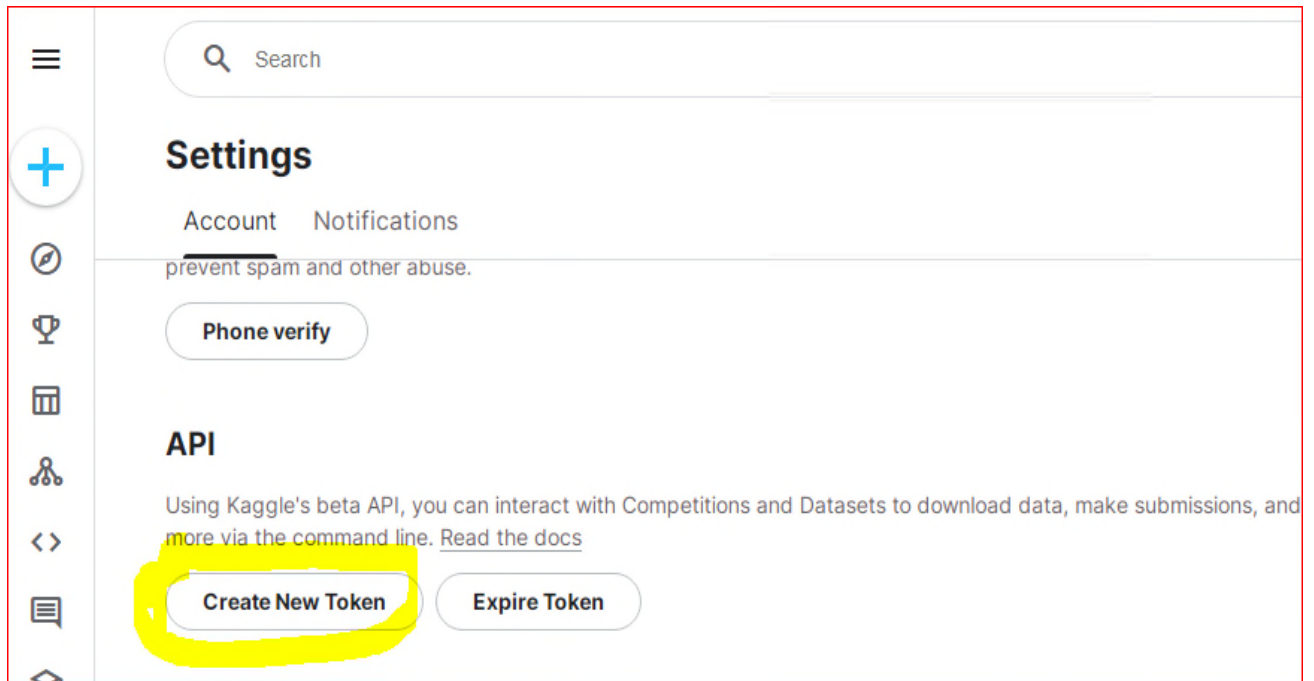 Search
Settings
Account Notifications
prevent spam and other abuse.
Phone verify
API
Using Kaggle's beta API, you can interact with Competitions and Datasets to download data, make submissions, and
more via the command line. Read the docs
Create New Token Expire Token